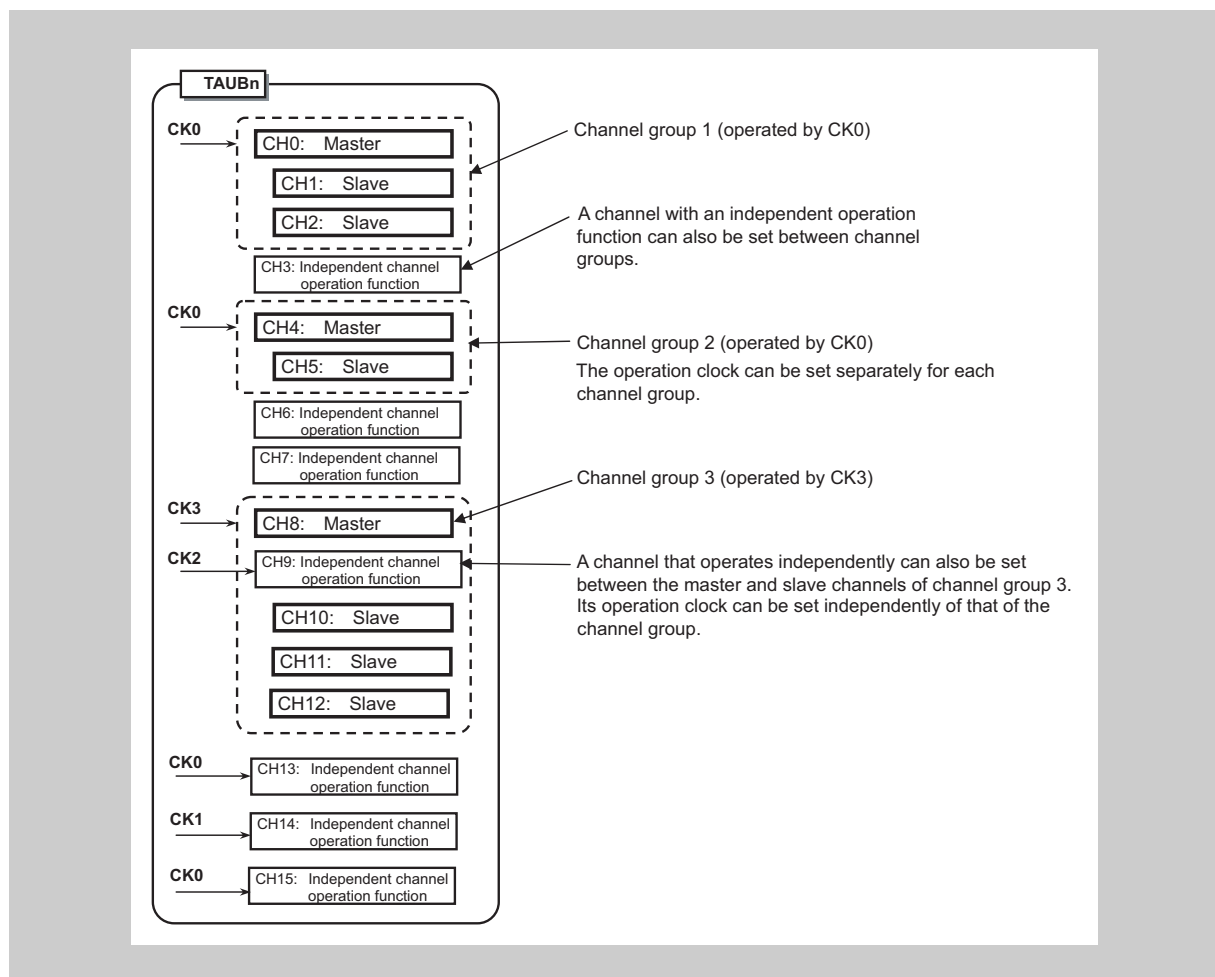 TAUBn
CK0
CH0: Master
CH1: Slave
CH2: Slave
Channel group 1 (operated by CK0)
CH3: Independent channel
operation function
A channel with an independent operation
function can also be set between channel
groups.
CK0
CH4: Master
CH5: Slave
Channel group 2 (operated by CK0)
The operation clock can be set separately for each
channel group.
CH6: Independent channel
operation function
CH7: Independent channel
operation function
CK3
CH8: Master
Channel group 3 (operated by CK3)
CK2
CH9: Independent channel
operation function
A channel that operates independently can also be set
between the master and slave channels of channel group 3.
Its operation clock can be set independently of that of the
channel group.
CH10: Slave
CH11: Slave
CH12: Slave
CK0
CH13: Independent channel
operation function
CK1
CH14: Independent channel
operation function
CK0
CH15: Independent channel
operation function